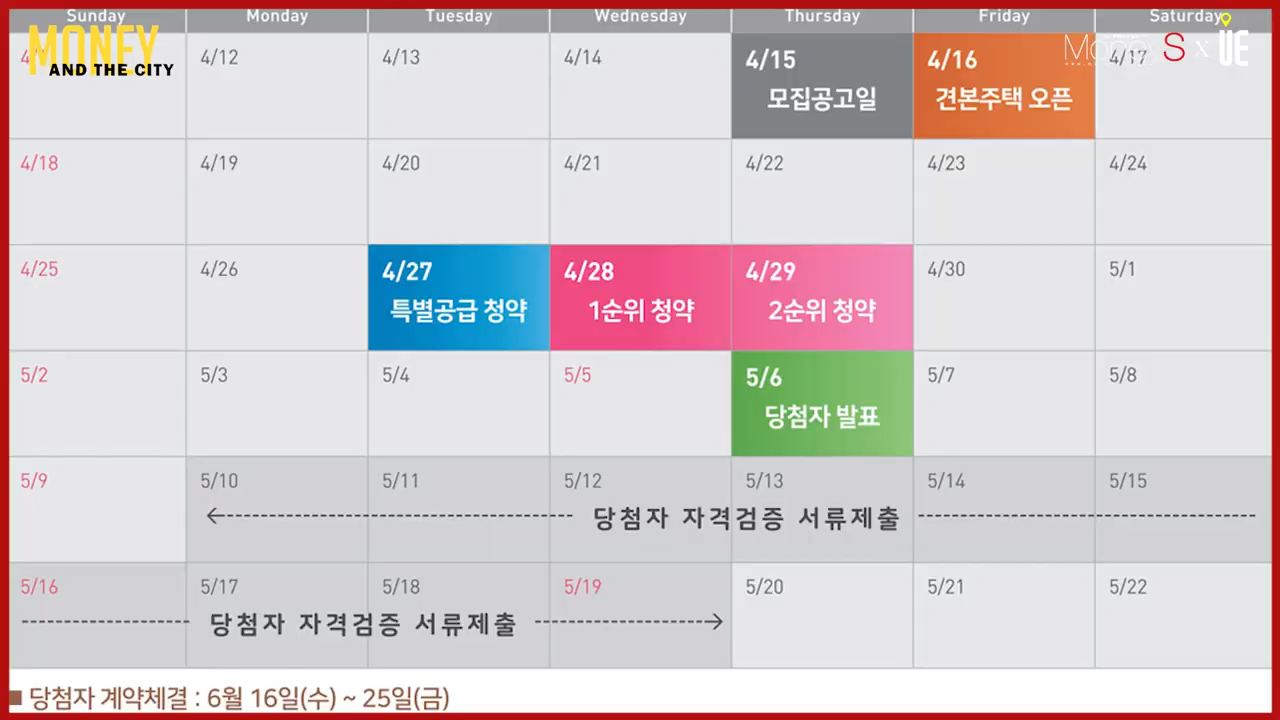 Sunday Monday Tuesday Wednesday Thursday Friday Saturday
MONEY
AND THE CITY
S x ÜE
4/12 4/13 4/14 4/15 4/16 4/17
모집공고일 견본주택 오픈
4/18 4/19 4/20 4/21 4/22 4/23 4/24
4/25 4/26 4/27 4/28 4/29 4/30 5/1
특별공급 청약 1순위 청약 2순위 청약
5/2 5/3 5/4 5/5 5/6 5/7 5/8
당첨자 발표
5/9 5/10 5/11 5/12 5/13 5/14 5/15
당첨자 자격검증 서류제출
5/16 5/17 5/18 5/19 5/20 5/21 5/22
당첨자 자격검증 서류제출
■ 당첨자 계약체결 : 6월 16일(수) ~ 25일(금)